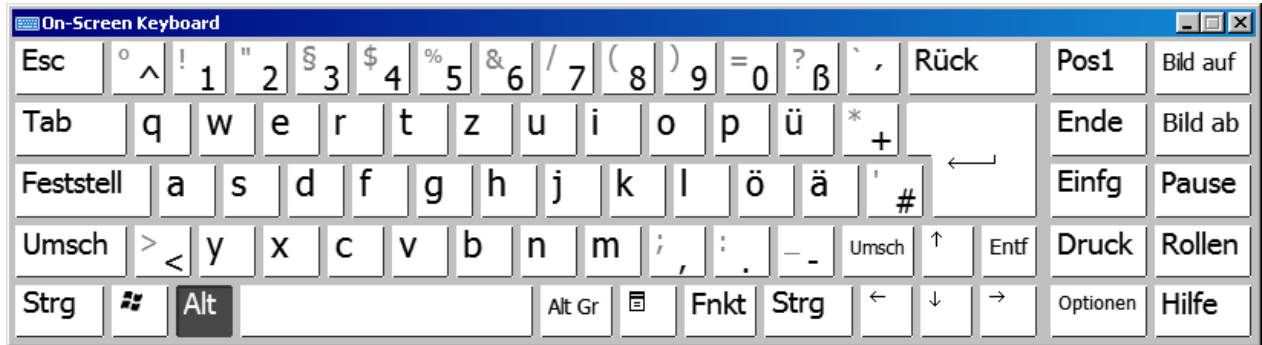 On-Screen Keyboard
Esc ° ^ ! 1 " 2 § 3 $ 4 % 5 & 6 / 7 ( 8 ) 9 = 0 ? ß ` ´ Rück Pos1 Bild auf
Tab q w e r t z u i o p ü * + Ende Bild ab
Feststell a s d f g h j k l ö ä ' # ← Einfg Pause
Umsch > < y x c v b n m ; , : . _ - Umsch ↑ Entf Druck Rollen
Strg Alt Alt Gr Fnkt Strg ← ↓ → Optionen Hilfe